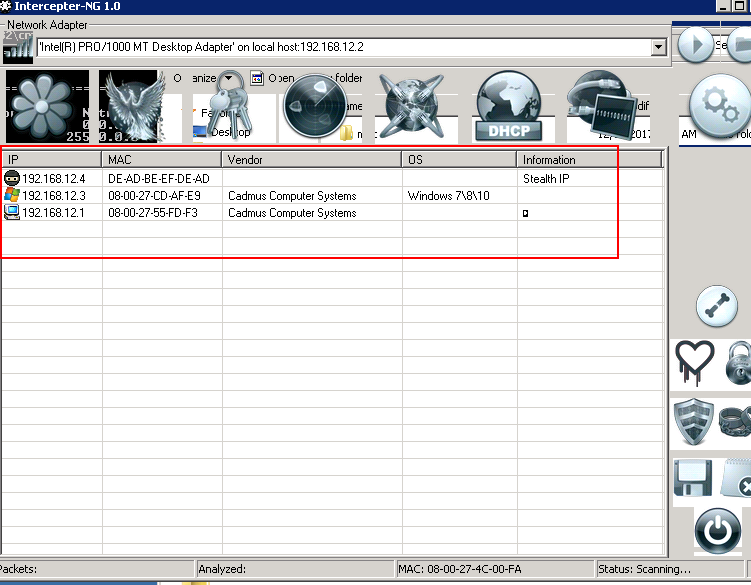 Intercepter-NG 1.0
Network Adapter
'Intel(R) PRO/1000 MT Desktop Adapter' on local host:192.168.12.2
Desktop
folder
DHCP
2017
AM
IP MAC Vendor OS Information
192.168.12.4 DE-AD-BE-EF-DE-AD Stealth IP
192.168.12.3 08-00-27-CD-AF-E9 Cadmus Computer Systems Windows 7\8\10
192.168.12.1 08-00-27-55-FD-F3 Cadmus Computer Systems
Packets: Analyzed: MAC: 08-00-27-4C-00-FA Status: Scanning...